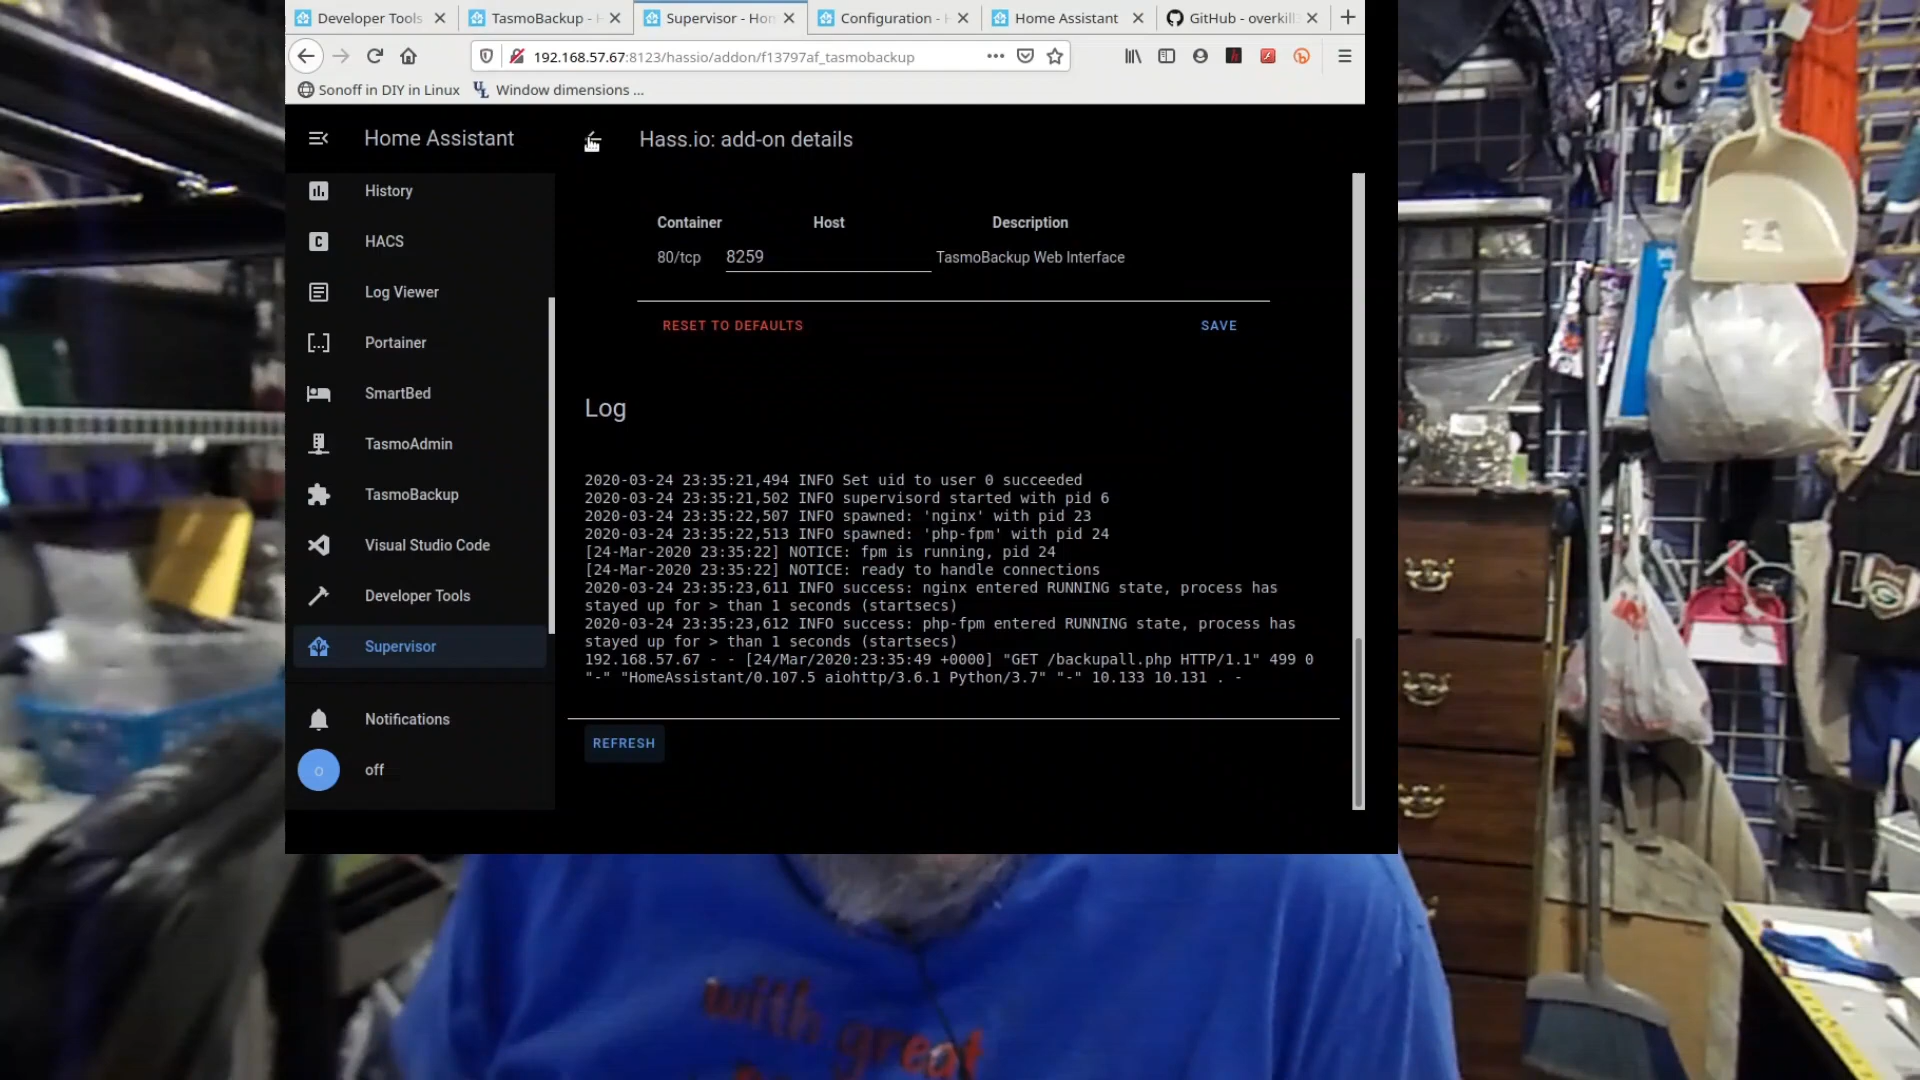 Developer Tools
TasmoBackup - H
Supervisor - Hom
Configuration - H
Home Assistant
GitHub - overkill
192.168.57.67:8123/hassio/addon/f13797af_tasmobackup
Sonoff in DIY in Linux
UL Window dimensions ...
Home Assistant
Hass.io: add-on details
History
HACS
Log Viewer
Portainer
SmartBed
TasmoAdmin
TasmoBackup
Visual Studio Code
Developer Tools
Supervisor
Notifications
o off
Container Host Description
80/tcp 8259 TasmoBackup Web Interface
RESET TO DEFAULTS SAVE
Log
2020-03-24 23:35:21,494 INFO Set uid to user 0 succeeded
2020-03-24 23:35:21,502 INFO supervisord started with pid 6
2020-03-24 23:35:22,507 INFO spawned: 'nginx' with pid 23
2020-03-24 23:35:22,513 INFO spawned: 'php-fpm' with pid 24
[24-Mar-2020 23:35:22] NOTICE: fpm is running, pid 24
[24-Mar-2020 23:35:22] NOTICE: ready to handle connections
2020-03-24 23:35:23,611 INFO success: nginx entered RUNNING state, process has
stayed up for > than 1 seconds (startsecs)
2020-03-24 23:35:23,612 INFO success: php-fpm entered RUNNING state, process has
stayed up for > than 1 seconds (startsecs)
192.168.57.67 - - [24/Mar/2020:23:35:49 +0000] "GET /backupall.php HTTP/1.1" 499 0
"-" "HomeAssistant/0.107.5 aiohttp/3.6.1 Python/3.7" "-" 10.133 10.131 . -
REFRESH
with great